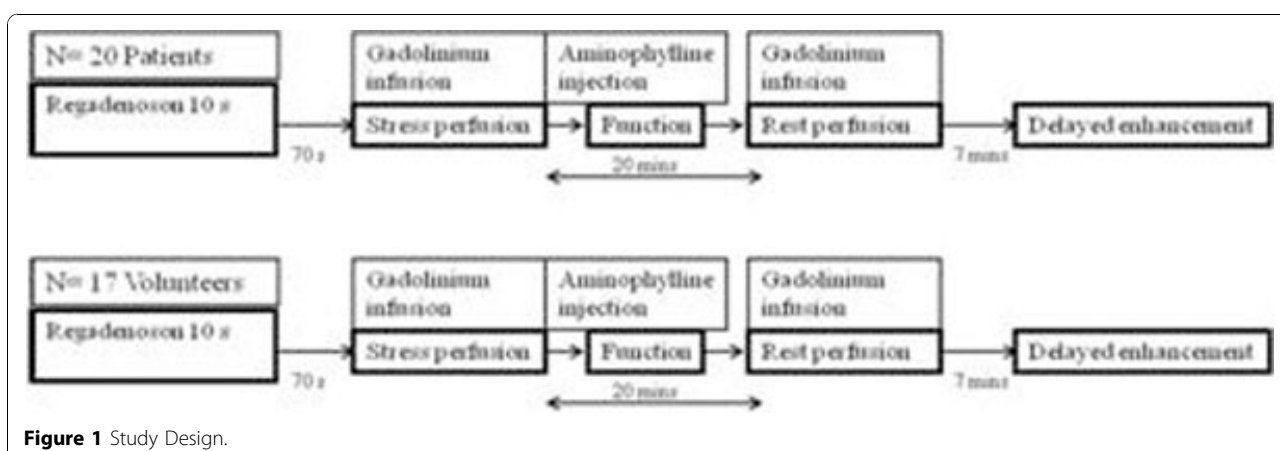 N= 20 Patients
Regadenoson 10 s
70 s
Gadolinium
infusion
Stress perfusion
Aminophylline
injection
Function
20 mins
Gadolinium
infusion
Rest perfusion
7 mins
Delayed enhancement
N= 17 Volunteers
Regadenoson 10 s
70 s
Gadolinium
infusion
Stress perfusion
Aminophylline
injection
Function
20 mins
Gadolinium
infusion
Rest perfusion
7 mins
Delayed enhancement
Figure 1 Study Design.